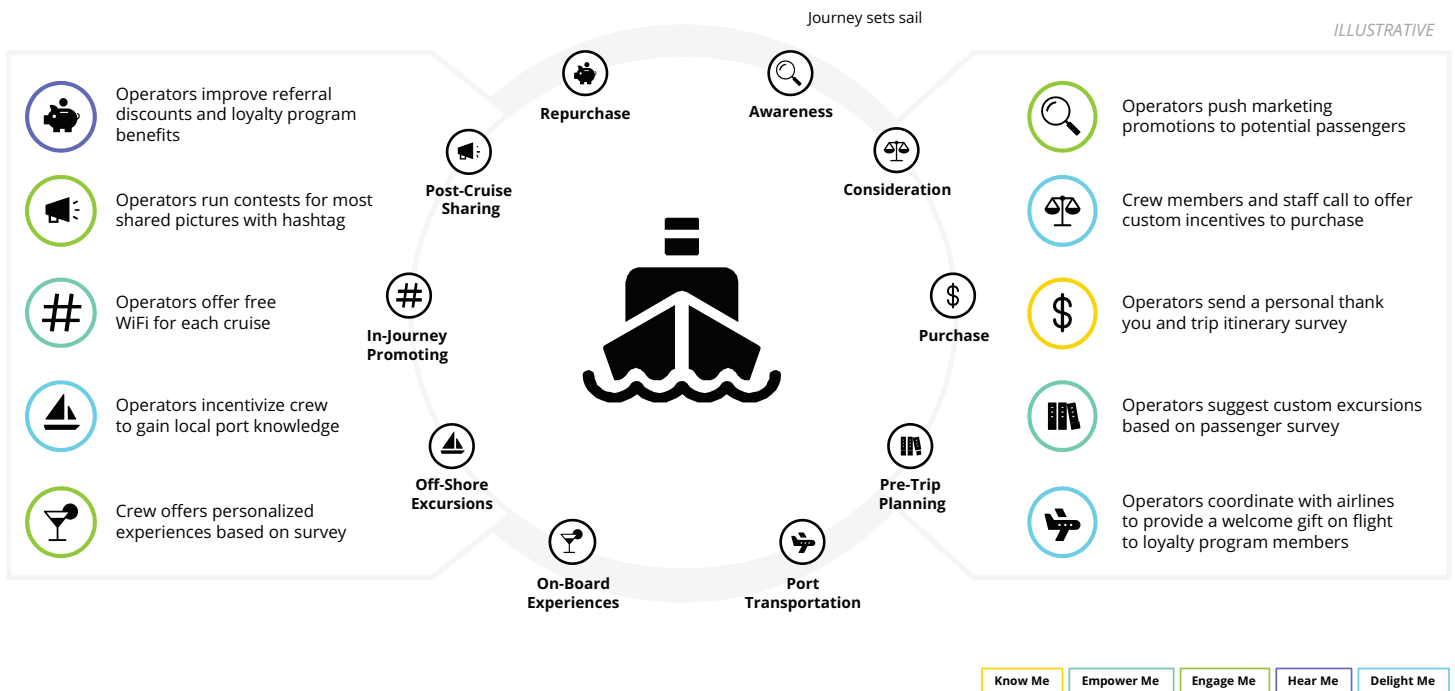 Journey sets sail
ILLUSTRATIVE
Operators improve referral
discounts and loyalty program
benefits
Operators run contests for most
shared pictures with hashtag
Operators offer free
WiFi for each cruise
Operators incentivize crew
to gain local port knowledge
Crew offers personalized
experiences based on survey
Repurchase
Awareness
Post-Cruise
Sharing
Consideration
In-Journey
Promoting
Purchase
Off-Shore
Excursions
Pre-Trip
Planning
On-Board
Experiences
Port
Transportation
Operators push marketing
promotions to potential passengers
Crew members and staff call to offer
custom incentives to purchase
Operators send a personal thank
you and trip itinerary survey
Operators suggest custom excursions
based on passenger survey
Operators coordinate with airlines
to provide a welcome gift on flight
to loyalty program members
Know Me
Empower Me
Engage Me
Hear Me
Delight Me